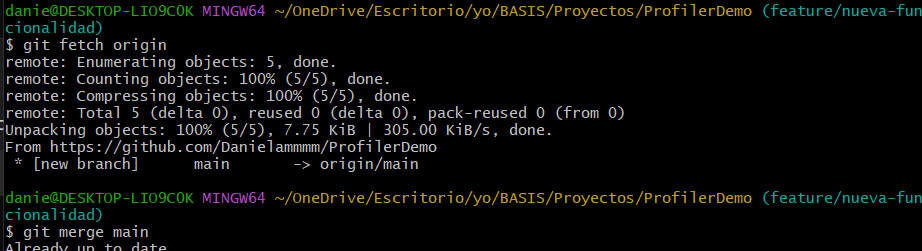 danie@DESKTOP-LIO9C0K MINGW64 ~/OneDrive/Escritorio/yo/BASIS/Proyectos/ProfilerDemo (feature/nueva-fun
cionalidad)
$ git fetch origin
remote: Enumerating objects: 5, done.
remote: Counting objects: 100% (5/5), done.
remote: Compressing objects: 100% (5/5), done.
remote: Total 5 (delta 0), reused 0 (delta 0), pack-reused 0 (from 0)
Unpacking objects: 100% (5/5), 7.75 KiB | 305.00 KiB/s, done.
From https://github.com/Danielammmm/ProfilerDemo
 * [new branch]      main       -> origin/main

danie@DESKTOP-LIO9C0K MINGW64 ~/OneDrive/Escritorio/yo/BASIS/Proyectos/ProfilerDemo (feature/nueva-fun
cionalidad)
$ git merge main
Already up to date